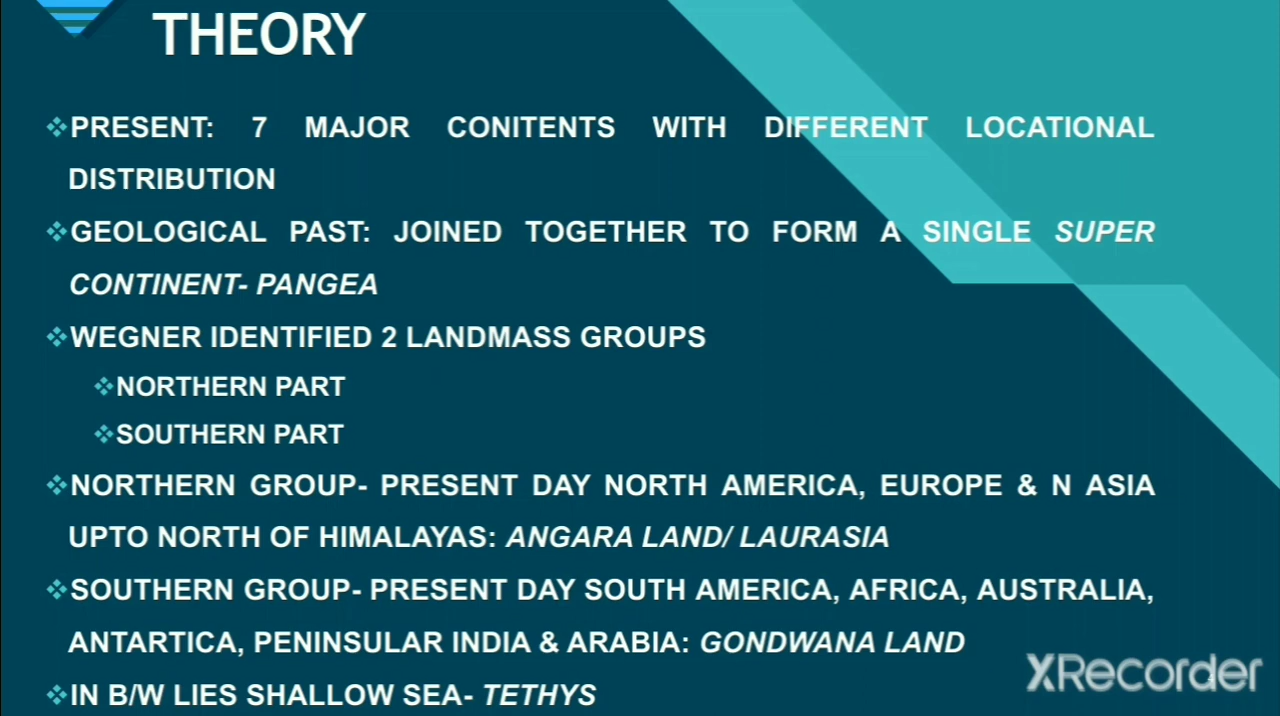 THEORY
❖PRESENT: 7 MAJOR CONITENTS WITH DIFFERENT LOCATIONAL
DISTRIBUTION
❖GEOLOGICAL PAST: JOINED TOGETHER TO FORM A SINGLE SUPER
CONTINENT- PANGEA
❖WEGNER IDENTIFIED 2 LANDMASS GROUPS
❖NORTHERN PART
❖SOUTHERN PART
❖NORTHERN GROUP- PRESENT DAY NORTH AMERICA, EUROPE & N ASIA
UPTO NORTH OF HIMALAYAS: ANGARA LAND/ LAURASIA
❖SOUTHERN GROUP- PRESENT DAY SOUTH AMERICA, AFRICA, AUSTRALIA,
ANTARTICA, PENINSULAR INDIA & ARABIA: GONDWANA LAND
❖IN B/W LIES SHALLOW SEA- TETHYS
XRecorder